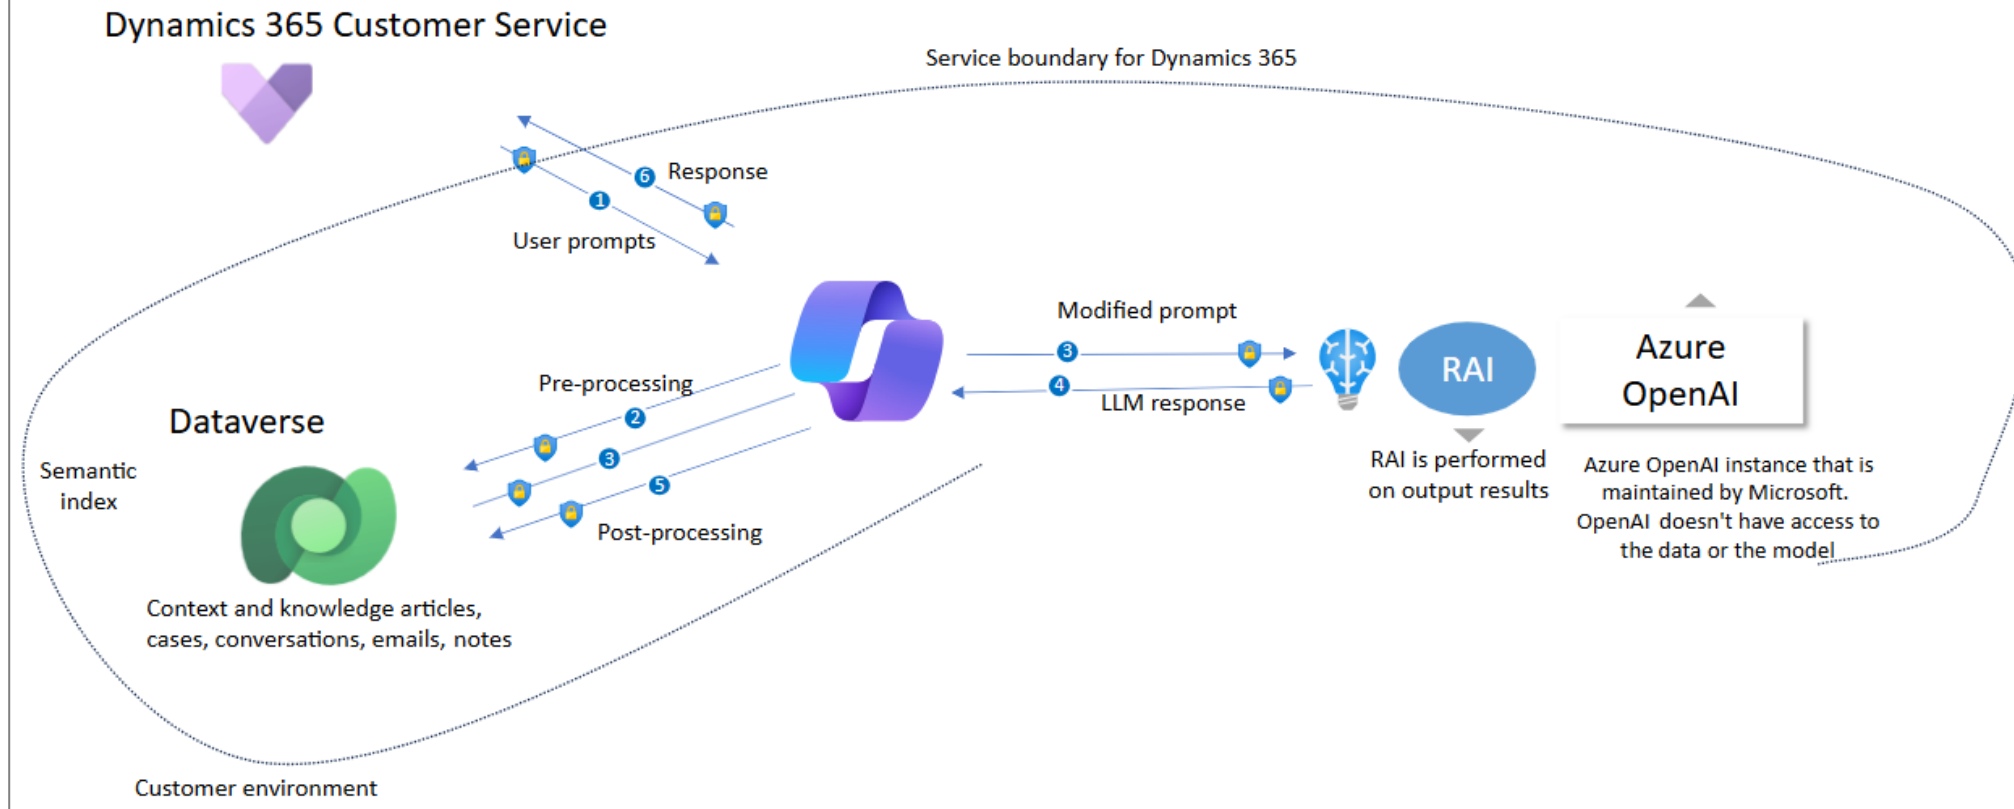 Dynamics 365 Customer Service
Service boundary for Dynamics 365
6
Response
1
User prompts
Modified prompt
3
4
LLM response
RAI
Azure
OpenAI
RAI is performed
on output results
Azure OpenAI instance that is
maintained by Microsoft.
OpenAI doesn't have access to
the data or the model
Pre-processing
2
3
5
Post-processing
Dataverse
Semantic
index
Context and knowledge articles,
cases, conversations, emails, notes
Customer environment